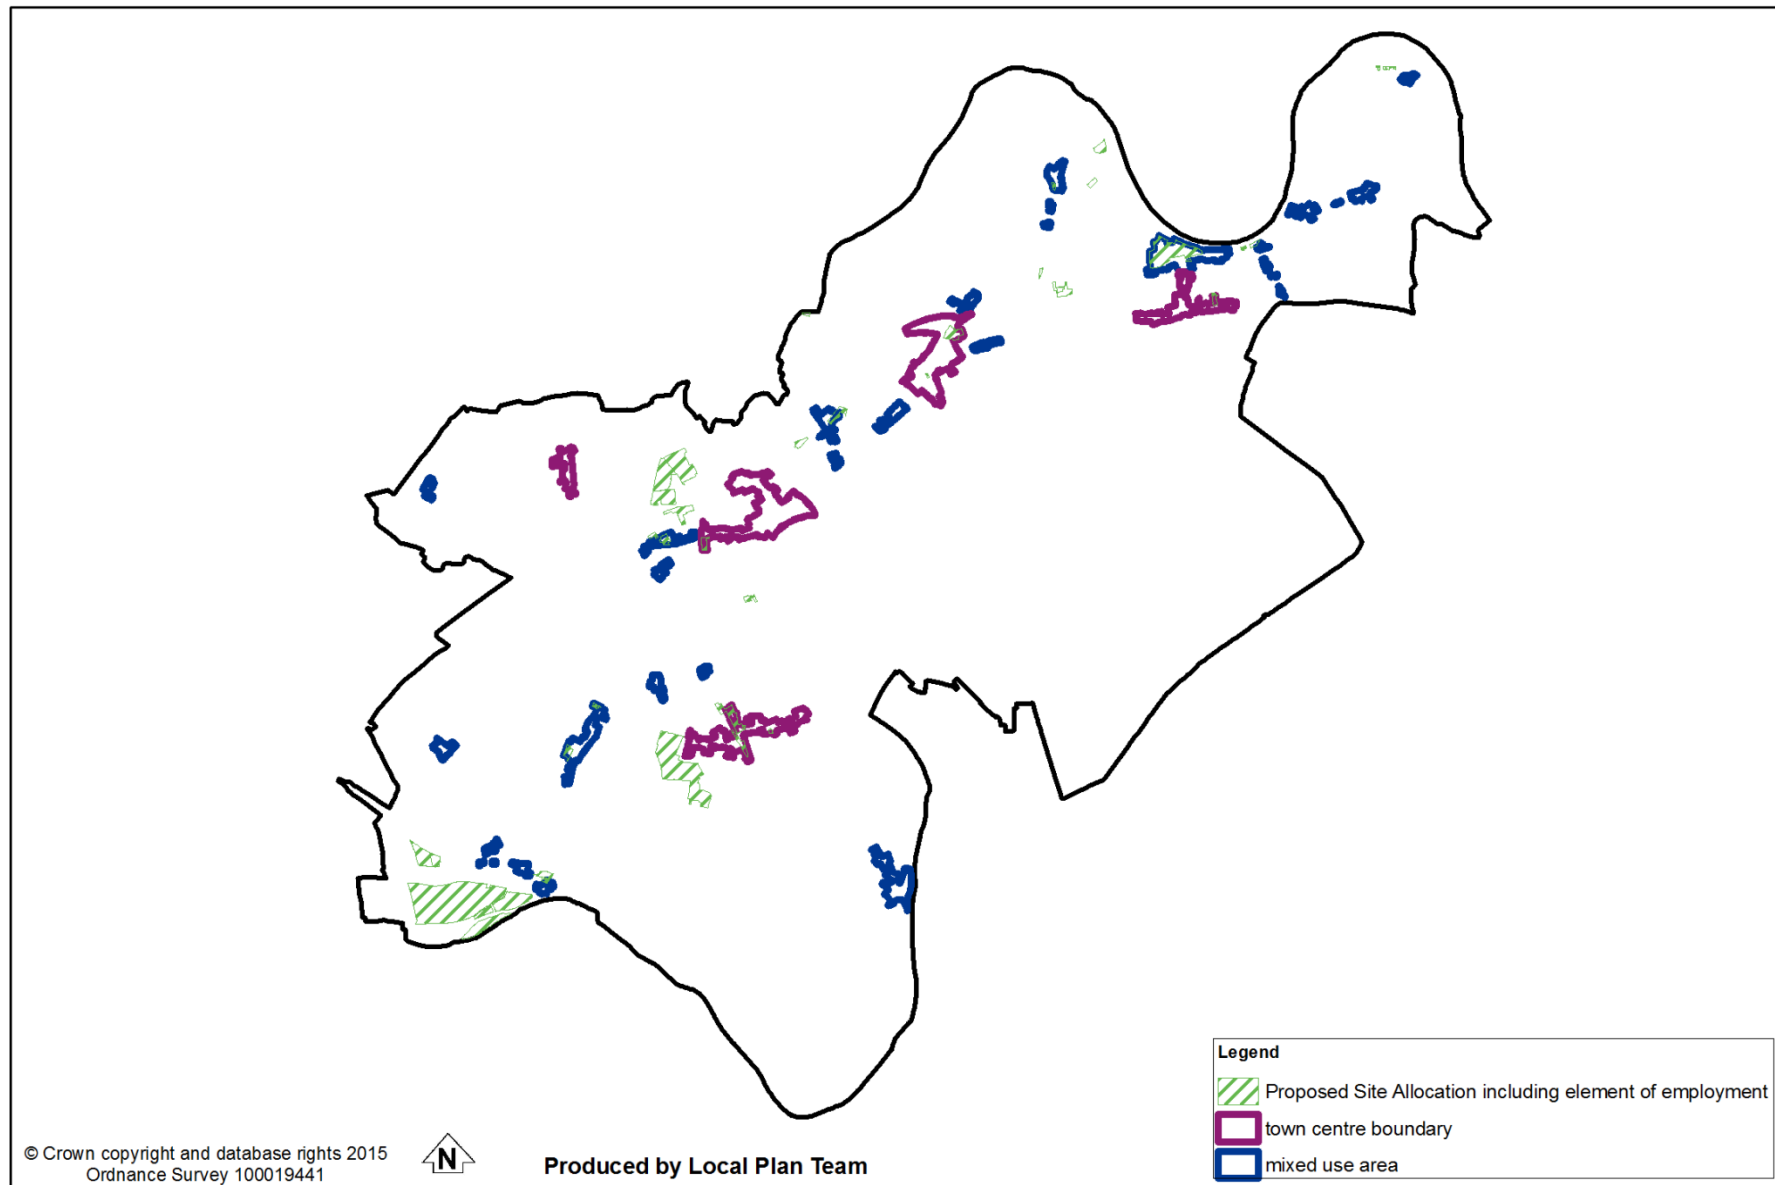 Legend
Proposed Site Allocation including element of employment
town centre boundary
mixed use area
© Crown copyright and database rights 2015
Ordnance Survey 100019441
N
Produced by Local Plan Team